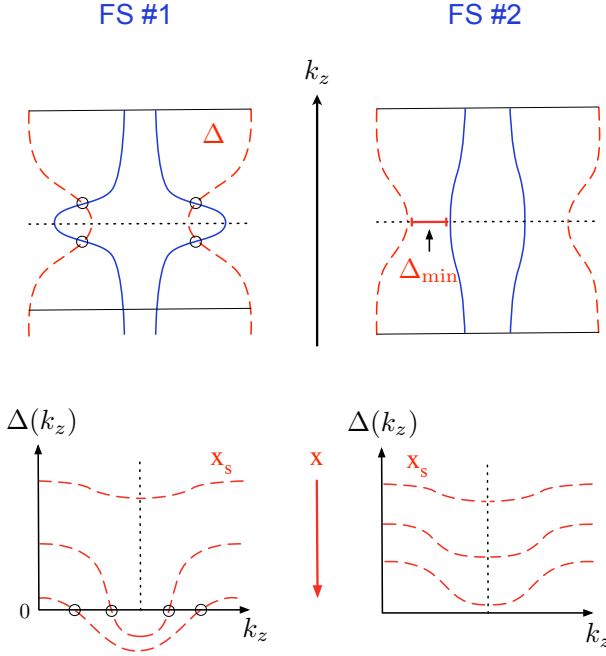 FS #1
FS #2
k_z
Δ
Δ_min
Δ(k_z)
x_s
x
Δ(k_z)
x_s
0
k_z
k_z